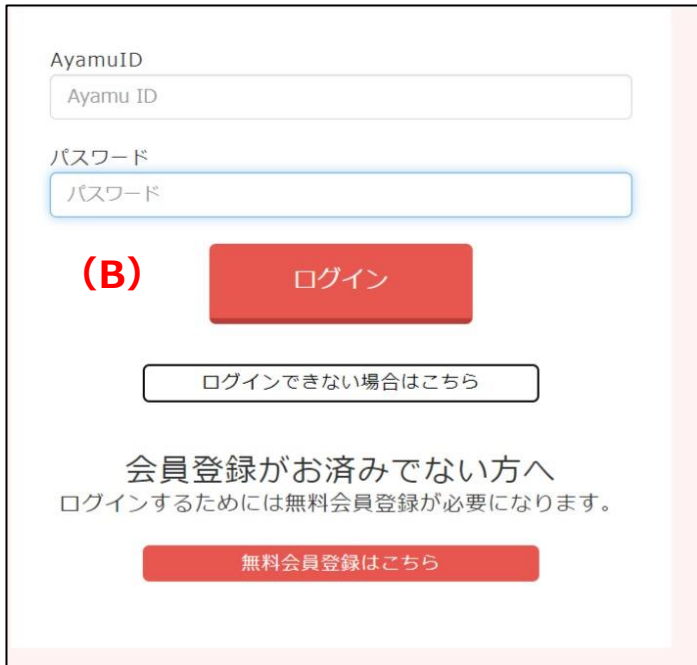 AyamuID
Ayamu ID
パスワード
パスワード
（B） ログイン
ログインできない場合はこちら
会員登録がお済みでない方へ
ログインするためには無料会員登録が必要になります。
無料会員登録はこちら